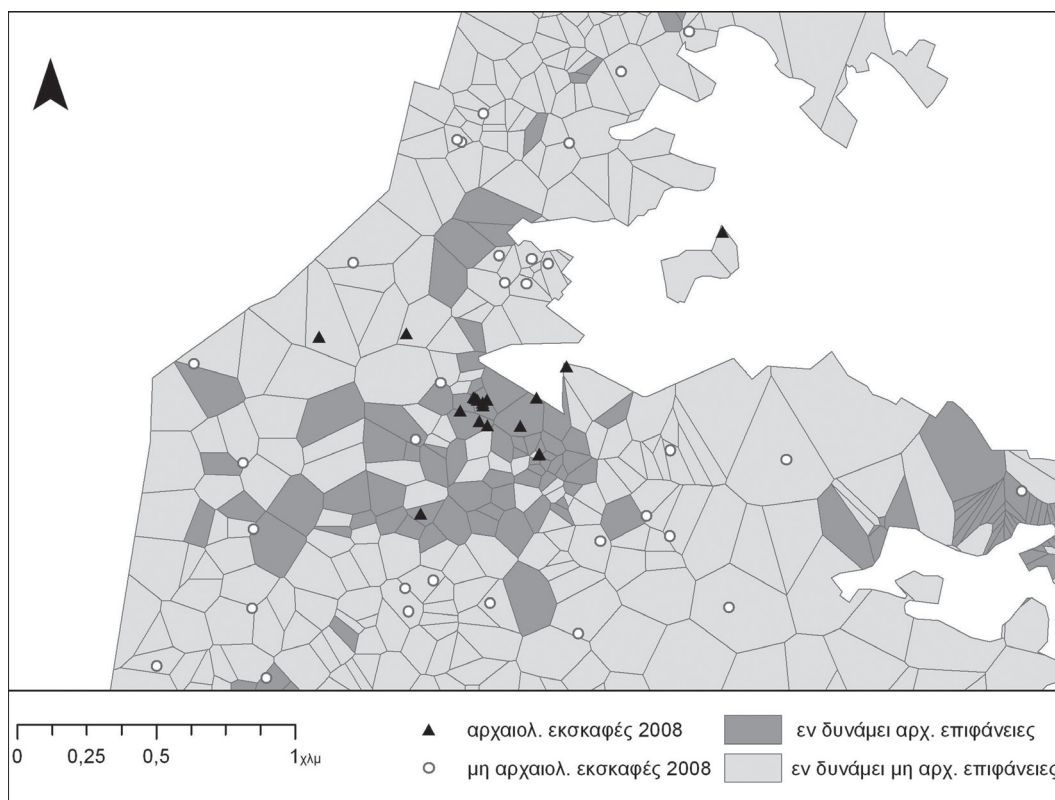 αρχαιολ. εκσκαφές 2008
εν δυνάμει αρχ. επιφάνειες
μη αρχαιολ. εκσκαφές 2008
εν δυνάμει μη αρχ. επιφάνειες
0 0,25 0,5 1χλμ